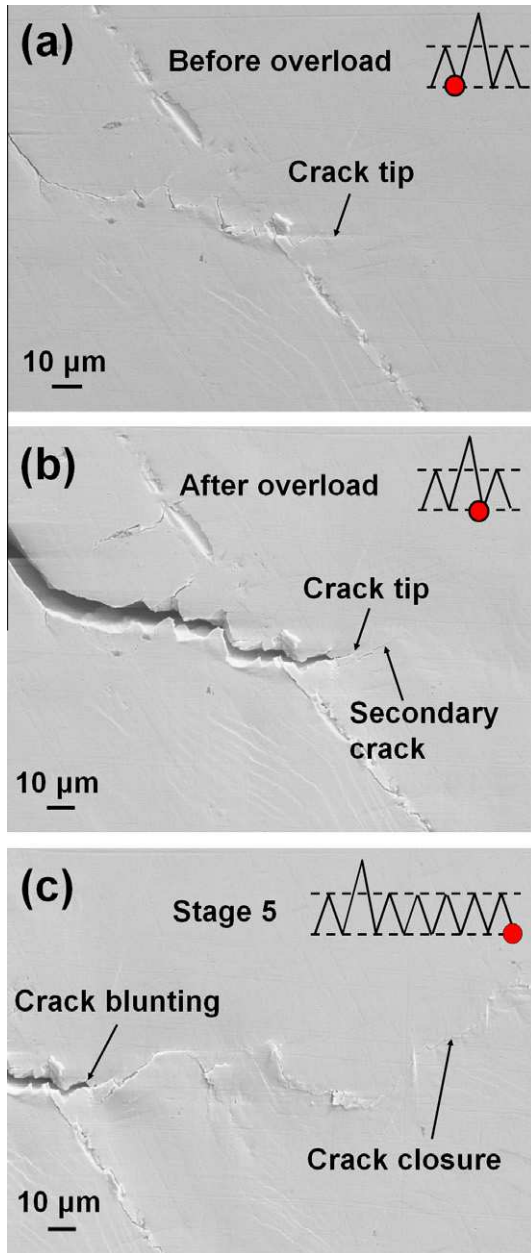 (a)
Before overload
Crack tip
10 µm
(b)
After overload
Crack tip
Secondary
crack
10 µm
(c)
Stage 5
Crack blunting
Crack closure
10 µm